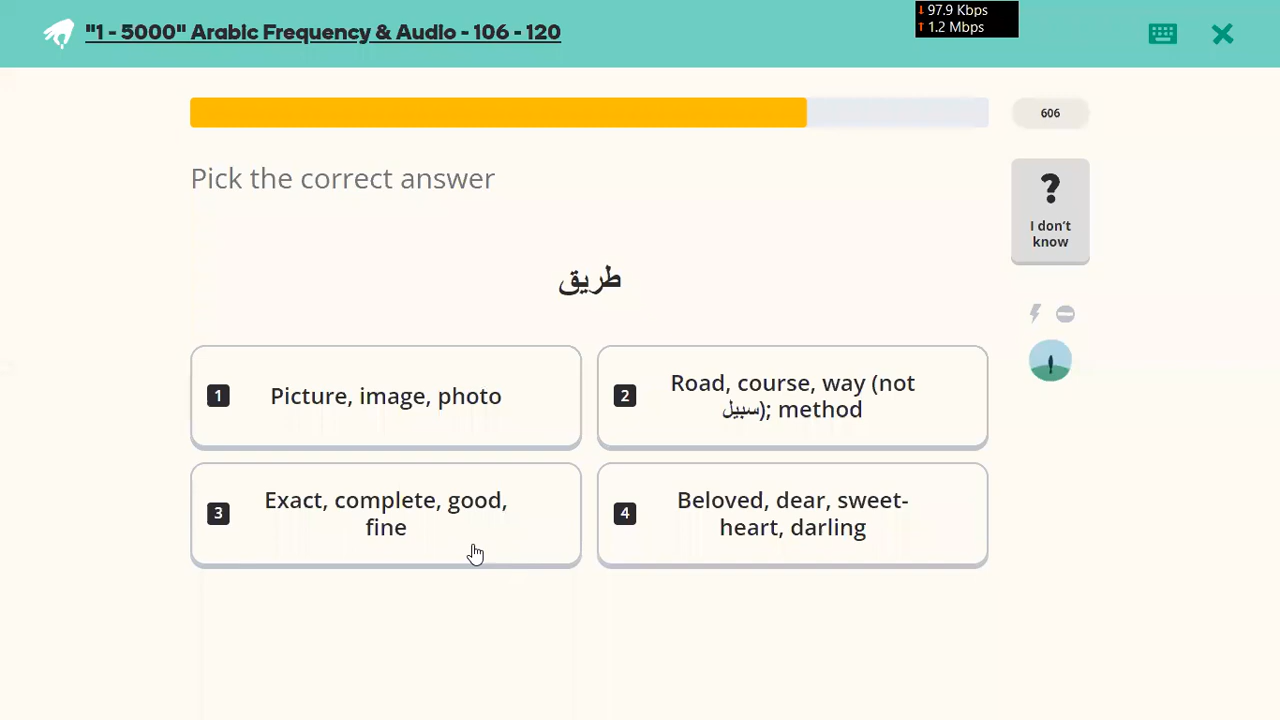 "1 - 5000" Arabic Frequency & Audio - 106 - 120
↓ 97.9 Kbps
↑ 1.2 Mbps
606
Pick the correct answer
?
I don't
know
طريق
1 Picture, image, photo
2 Road, course, way (not
سبيل); method
3 Exact, complete, good,
fine
4 Beloved, dear, sweet-
heart, darling